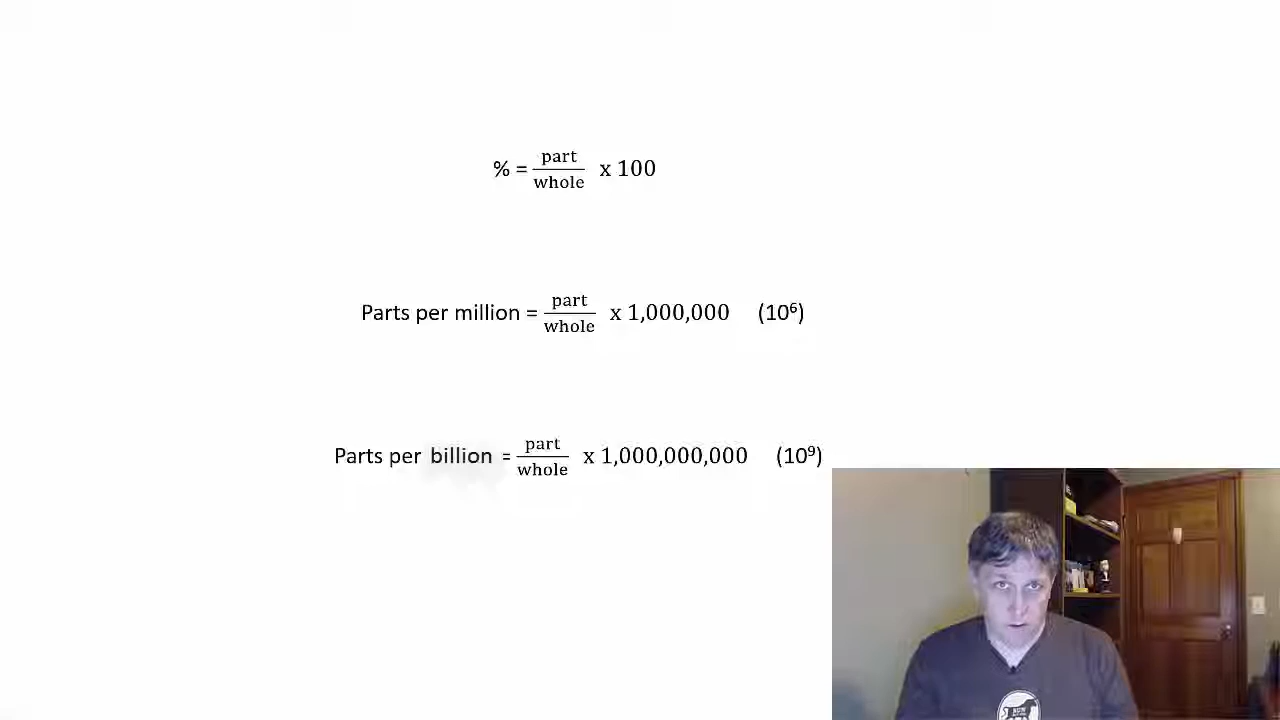 % = part/whole x 100
Parts per million = part/whole x 1,000,000 (10⁶)
Parts per billion = part/whole x 1,000,000,000 (10⁹)